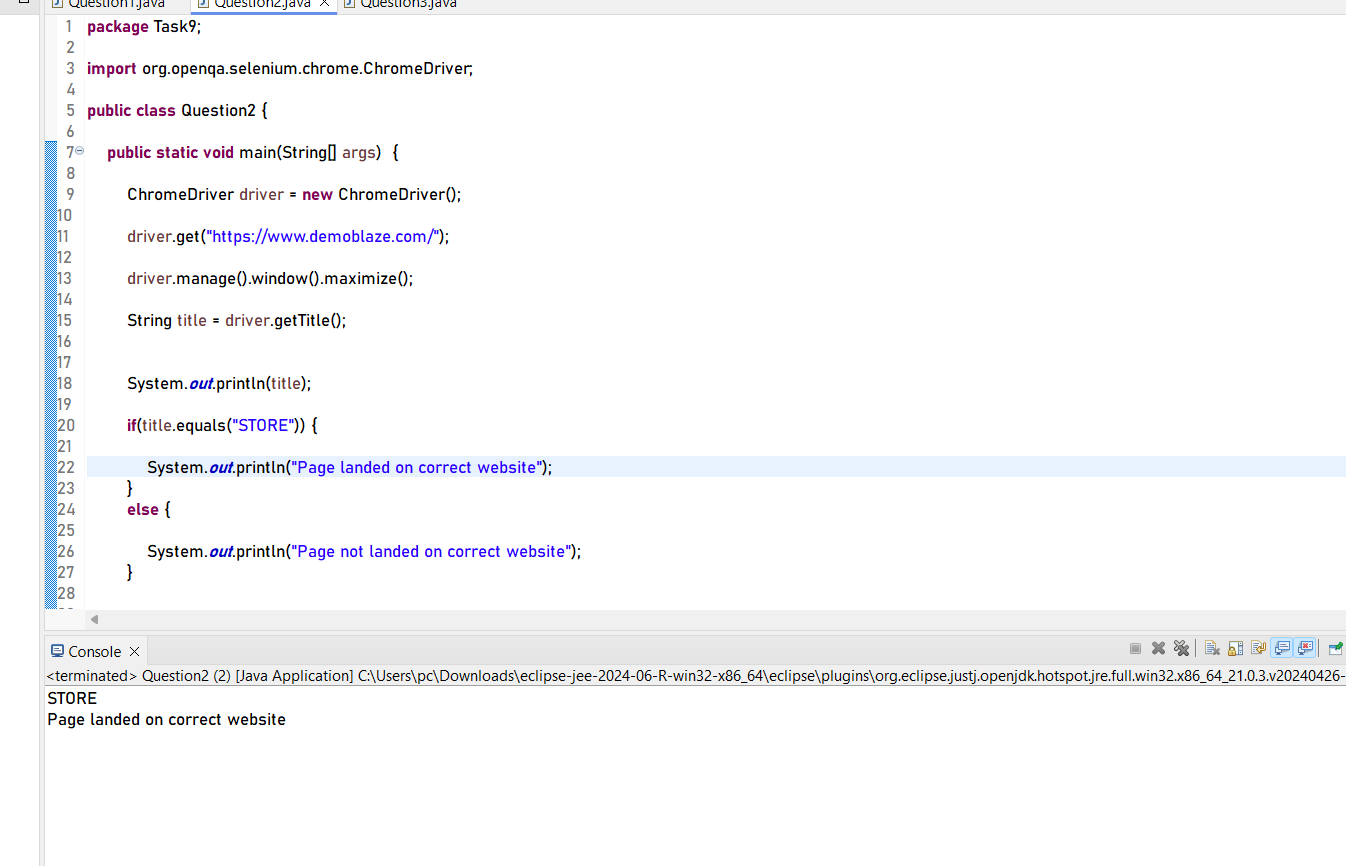 Question1.java Question2.java Question3.java
1 package Task9;
2
3 import org.openqa.selenium.chrome.ChromeDriver;
4
5 public class Question2 {
6
7 public static void main(String[] args)  {
8
9 ChromeDriver driver = new ChromeDriver();
10
11 driver.get("https://www.demoblaze.com/");
12
13 driver.manage().window().maximize();
14
15 String title = driver.getTitle();
16
17
18 System.out.println(title);
19
20 if(title.equals("STORE")) {
21
22 System.out.println("Page landed on correct website");
23 }
24 else {
25
26 System.out.println("Page not landed on correct website");
27 }
28
Console
<terminated> Question2 (2) [Java Application] C:\Users\pc\Downloads\eclipse-jee-2024-06-R-win32-x86_64\eclipse\plugins\org.eclipse.justj.openjdk.hotspot.jre.full.win32.x86_64_21.0.3.v20240426-
STORE
Page landed on correct website